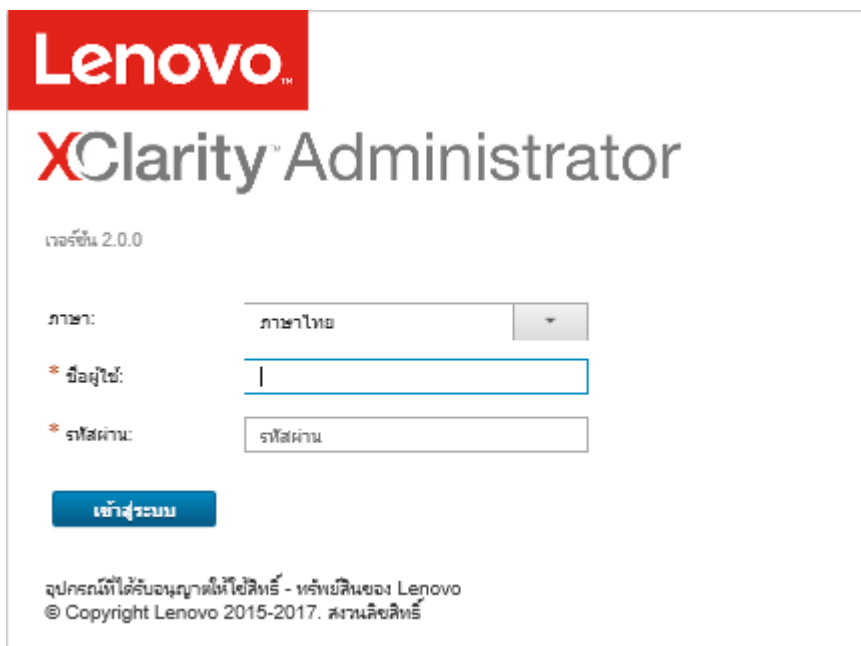 Lenovo™
XClarity™ Administrator
เวอร์ชัน 2.0.0
ภาษา: ภาษาไทย
* ชื่อผู้ใช้:
* รหัสผ่าน: รหัสผ่าน
เข้าสู่ระบบ
อุปกรณ์ที่ได้รับอนุญาตให้ใช้สิทธิ์ - ทรัพย์สินของ Lenovo
© Copyright Lenovo 2015-2017. สงวนลิขสิทธิ์